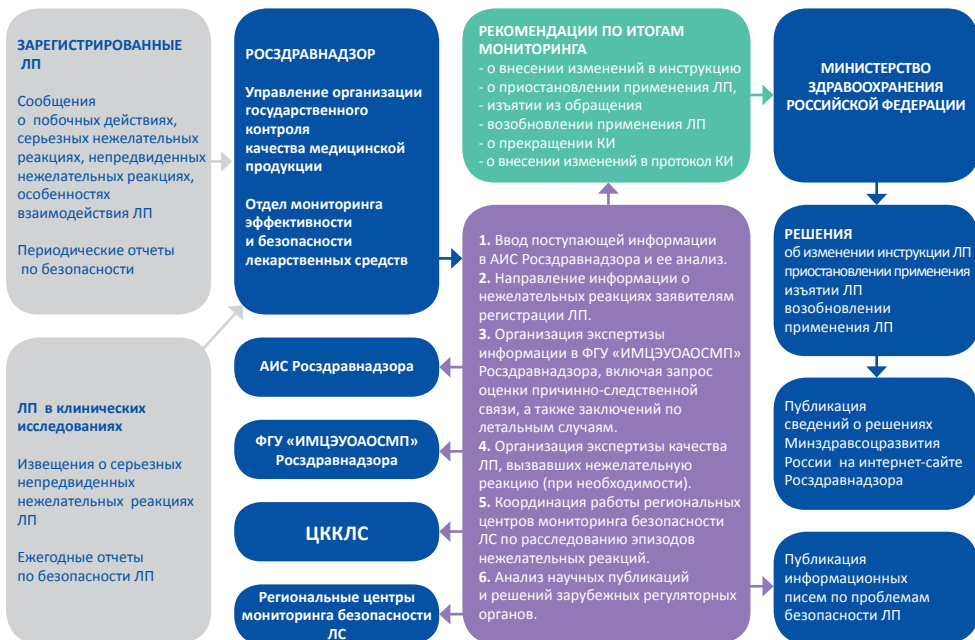 ЗАРЕГИСТРИРОВАННЫЕ
ЛП
Сообщения
о побочных действиях,
серьезных нежелательных
реакциях, непредвиденных
нежелательных реакциях,
особенностях
взаимодействия ЛП
Периодические отчеты
по безопасности
ЛП в клинических
исследованиях
Извещения о серьезных
непредвиденных
нежелательных реакциях
ЛП
Ежегодные отчеты
по безопасности ЛП
РОСЗДРАВНАДЗОР
Управление организации
государственного
контроля
качества медицинской
продукции
Отдел мониторинга
эффективности
и безопасности
лекарственных средств
АИС Росздравнадзора
ФГУ «ИМЦЭУОАОСМП»
Росздравнадзора
ЦККЛС
Региональные центры
мониторинга безопасности
ЛС
РЕКОМЕНДАЦИИ ПО ИТОГАМ
МОНИТОРИНГА
- о внесении изменений в инструкцию
- о приостановлении применения ЛП,
- изъятии из обращения
- возобновлении применения ЛП
- о прекращении КИ
- о внесении изменений в протокол КИ
1. Ввод поступающей информации
в АИС Росздравнадзора и ее анализ.
2. Направление информации о
нежелательных реакциях заявителям
регистрации ЛП.
3. Организация экспертизы
информации в ФГУ «ИМЦЭУОАОСМП»
Росздравнадзора, включая запрос
оценки причинно-следственной
связи, а также заключений по
летальным случаям.
4. Организация экспертизы качества
ЛП, вызвавших нежелательную
реакцию (при необходимости).
5. Координация работы региональных
центров мониторинга безопасности
ЛС по расследованию эпизодов
нежелательных реакций.
6. Анализ научных публикаций
и решений зарубежных регуляторных
органов.
МИНИСТЕРСТВО
ЗДРАВООХРАНЕНИЯ
РОССИЙСКОЙ ФЕДЕРАЦИИ
РЕШЕНИЯ
об изменении инструкции ЛП
приостановлении применения
изъятии ЛП
возобновлении
применения ЛП
Публикация
сведений о решениях
Минздравсоцразвития
России на интернет-сайте
Росздравнадзора
Публикация
информационных
писем по проблемам
безопасности ЛП